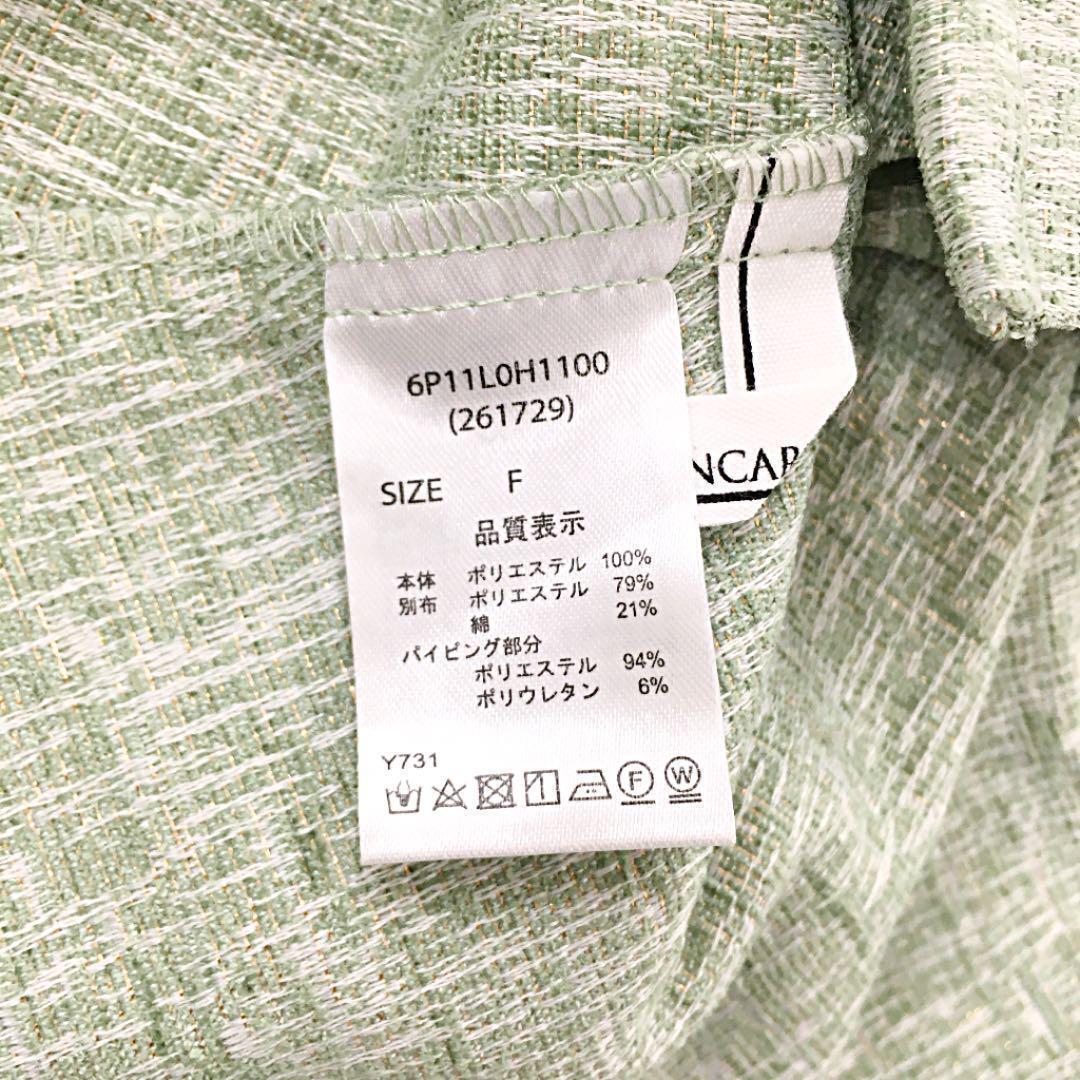 6P11L0H1100
(261729)
SIZE F
品質表示
本体 ポリエステル 100%
別布 ポリエステル 79%
綿 21%
パイピング部分
ポリエステル 94%
ポリウレタン 6%
Y731
F W
NCAR